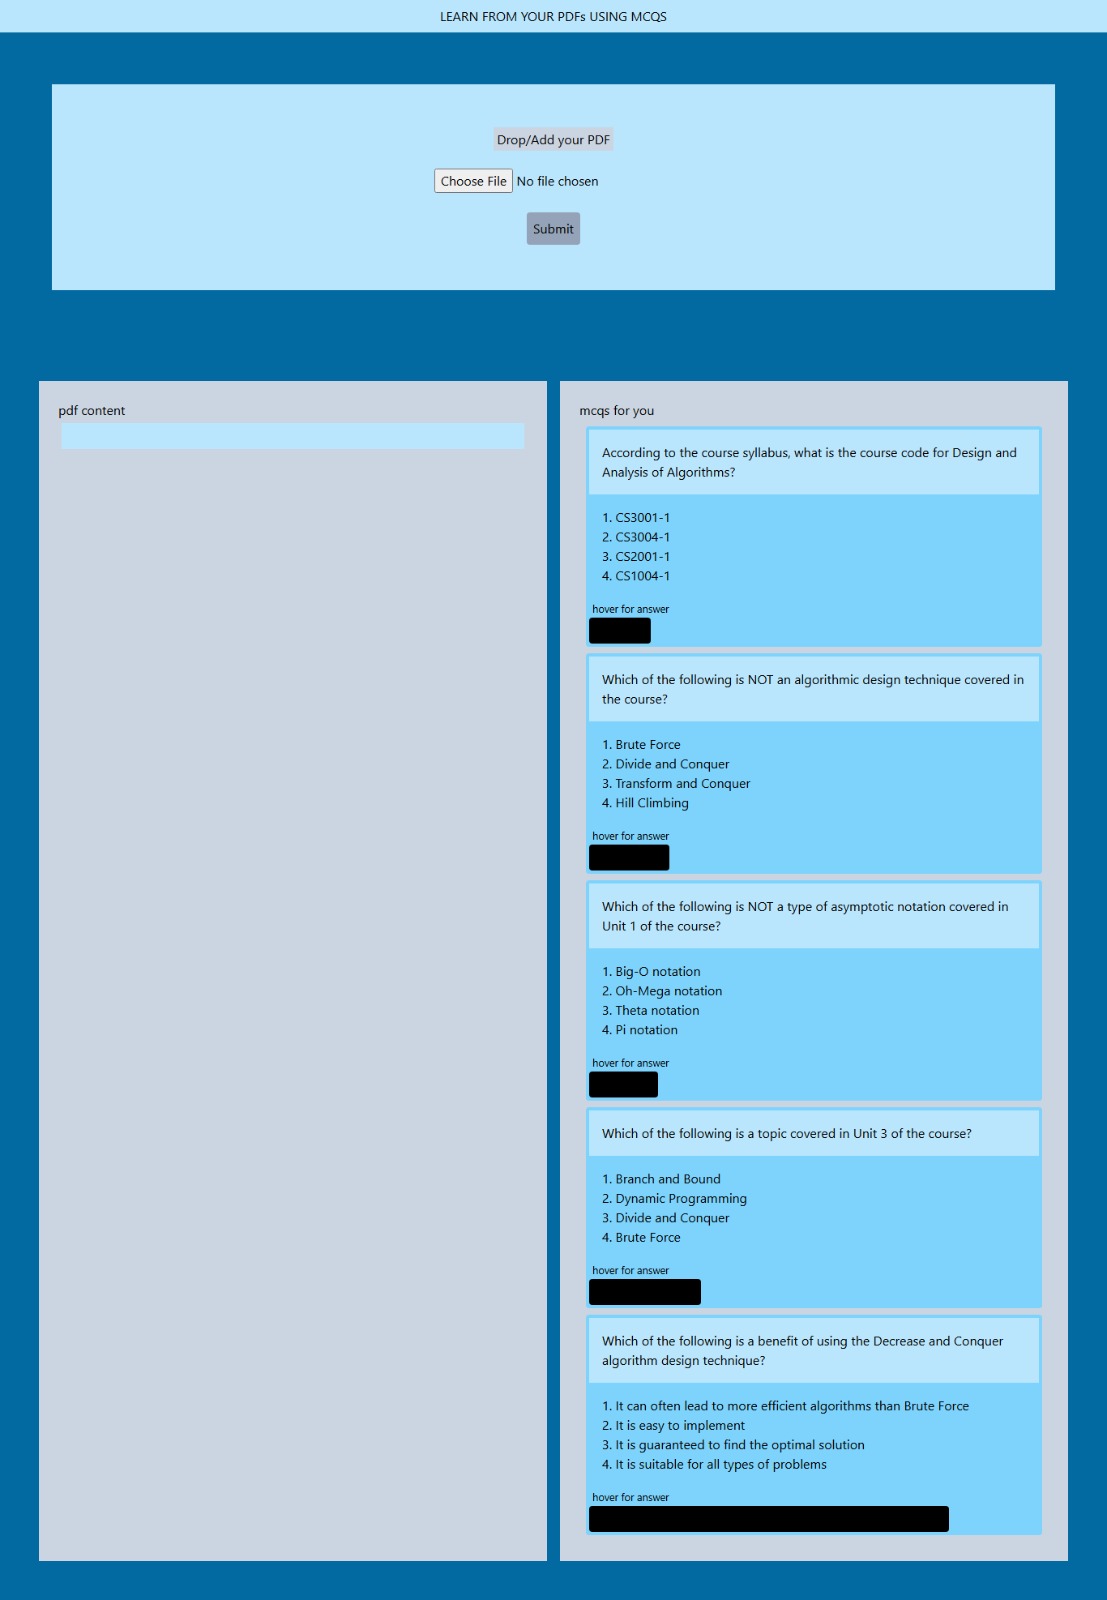 LEARN FROM YOUR PDFs USING MCQS
Drop/Add your PDF
Choose File No file chosen
Submit
pdf content
mcqs for you
According to the course syllabus, what is the course code for Design and
Analysis of Algorithms?
1. CS3001-1
2. CS3004-1
3. CS2001-1
4. CS1004-1
hover for answer
Which of the following is NOT an algorithmic design technique covered in
the course?
1. Brute Force
2. Divide and Conquer
3. Transform and Conquer
4. Hill Climbing
hover for answer
Which of the following is NOT a type of asymptotic notation covered in
Unit 1 of the course?
1. Big-O notation
2. Oh-Mega notation
3. Theta notation
4. Pi notation
hover for answer
Which of the following is a topic covered in Unit 3 of the course?
1. Branch and Bound
2. Dynamic Programming
3. Divide and Conquer
4. Brute Force
hover for answer
Which of the following is a benefit of using the Decrease and Conquer
algorithm design technique?
1. It can often lead to more efficient algorithms than Brute Force
2. It is easy to implement
3. It is guaranteed to find the optimal solution
4. It is suitable for all types of problems
hover for answer